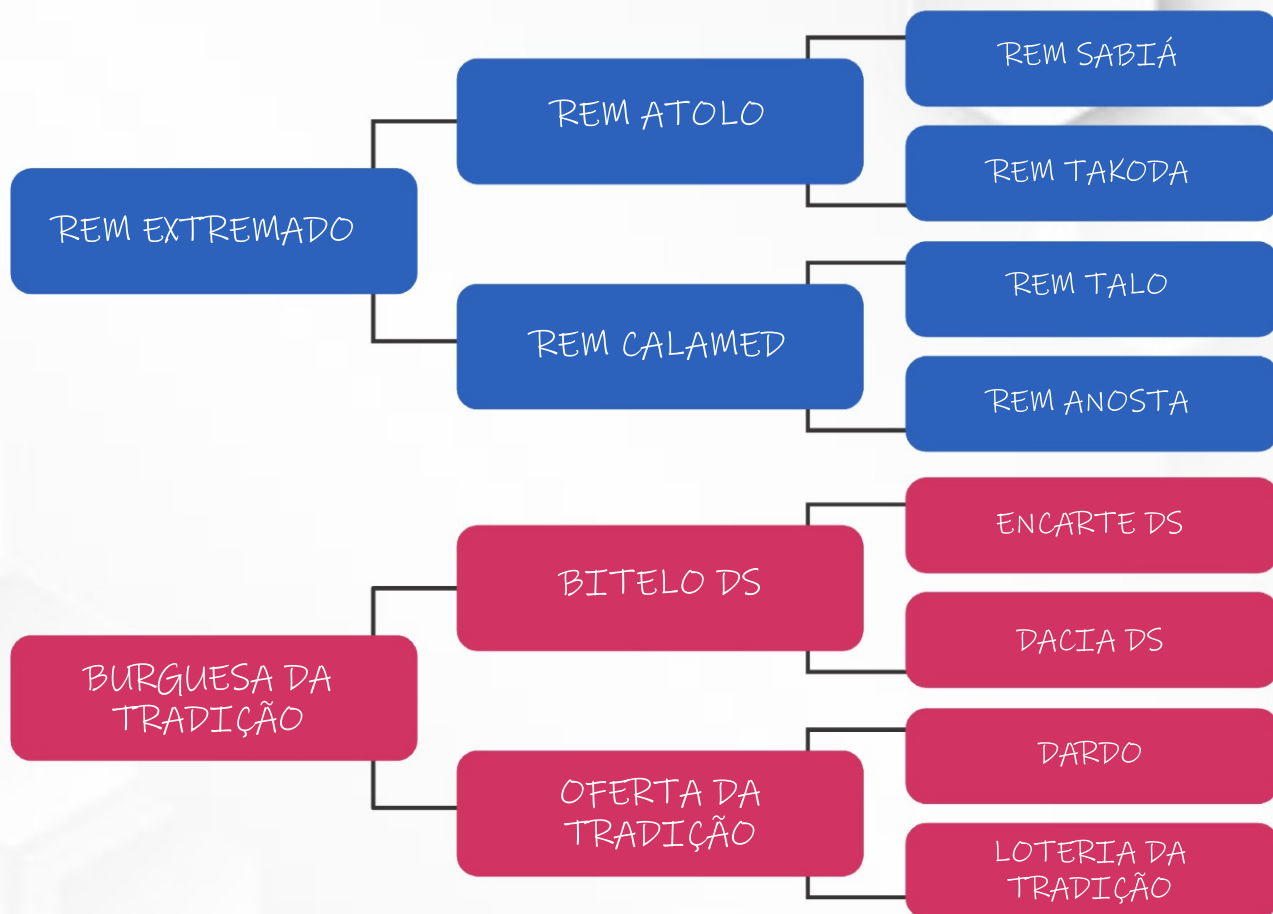 REM SABIÁ
REM ATOLO
REM TAKODA
REM EXTREMADO
REM TALO
REM CALAMED
REM ANOSTA
ENCARTE DS
BITELO DS
DACIA DS
BURGUESA DA
TRADIÇÃO
DARDO
OFERTA DA
TRADIÇÃO
LOTERIA DA
TRADIÇÃO